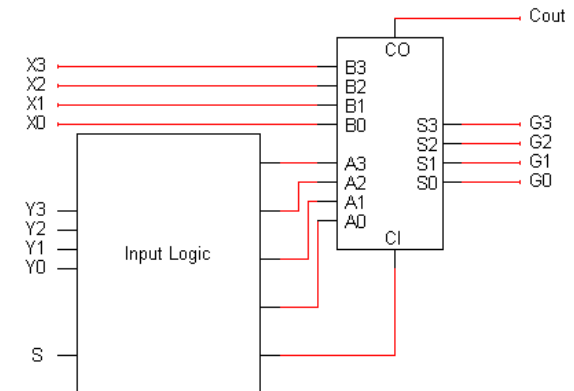 Cout
CO
X3
X2
X1
X0
B3
B2
B1
B0
S3
S2
S1
S0
G3
G2
G1
G0
A3
A2
A1
A0
CI
Y3
Y2
Y1
Y0
Input Logic
S